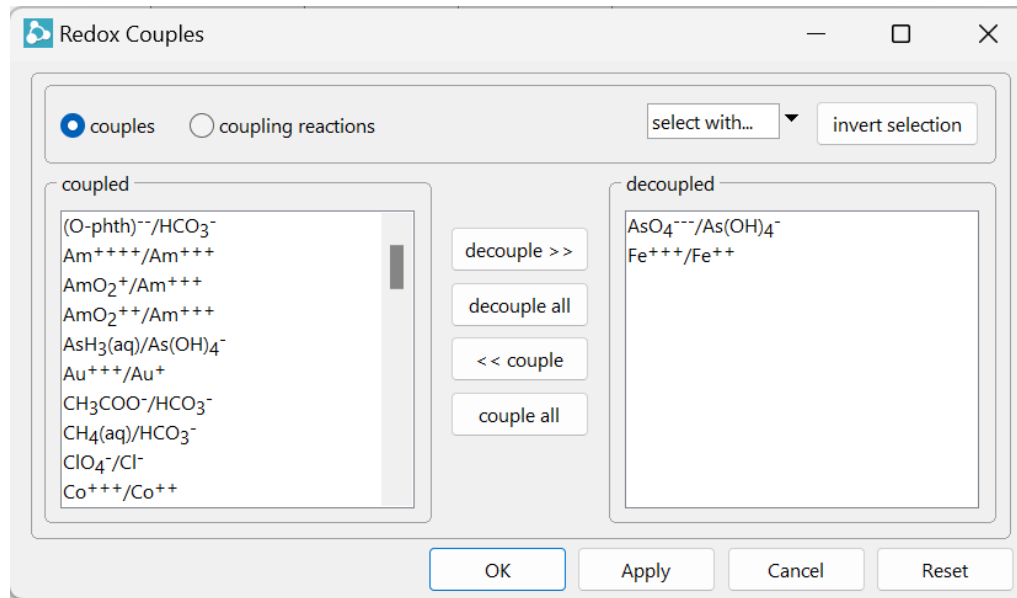 Redox Couples
couples
coupling reactions
select with...
invert selection
coupled
(O-phth)⁻⁻/HCO₃⁻
Am⁺⁺⁺⁺/Am⁺⁺⁺
AmO₂⁺/Am⁺⁺⁺
AmO₂⁺⁺/Am⁺⁺⁺
AsH₃(aq)/As(OH)₄⁻
Au⁺⁺⁺/Au⁺
CH₃COO⁻/HCO₃⁻
CH₄(aq)/HCO₃⁻
ClO₄⁻/Cl⁻
Co⁺⁺⁺/Co⁺⁺
decouple >>
decouple all
<< couple
couple all
decoupled
AsO₄⁻⁻⁻/As(OH)₄⁻
Fe⁺⁺⁺/Fe⁺⁺
OK
Apply
Cancel
Reset